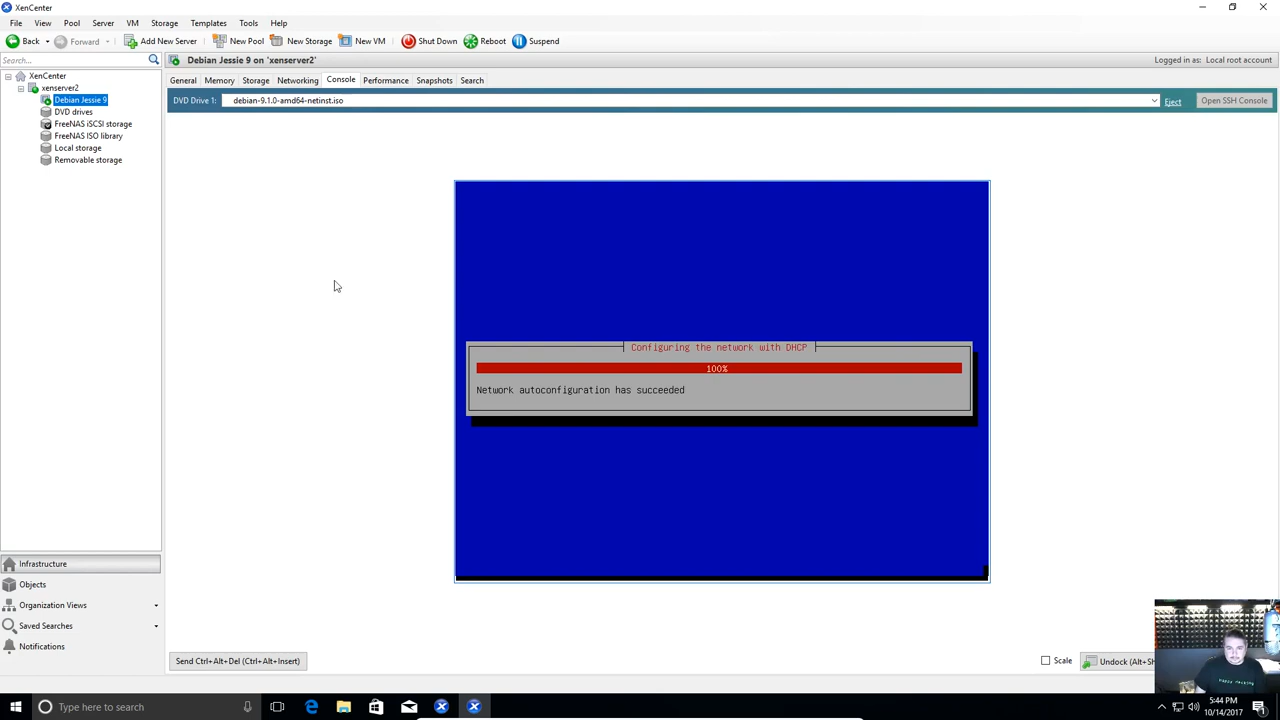 XenCenter
File View Pool Server VM Storage Templates Tools Help
Back Forward Add New Server New Pool New Storage New VM Shut Down Reboot Suspend
Search...
Debian Jessie 9 on 'xenserver2'
Logged in as: Local root account
XenCenter
xenserver2
Debian Jessie 9
DVD drives
FreeNAS iSCSI storage
FreeNAS ISO library
Local storage
Removable storage
General Memory Storage Networking Console Performance Snapshots Search
DVD Drive 1: debian-9.1.0-amd64-netinst.iso Eject Open SSH Console
Configuring the network with DHCP
100%
Network autoconfiguration has succeeded
Infrastructure
Objects
Organization Views
Saved Searches
Notifications
Send Ctrl+Alt+Del (Ctrl+Alt+Insert)
Scale
Undock (Alt+Sh
Type here to search
5:44 PM
10/14/2017
1